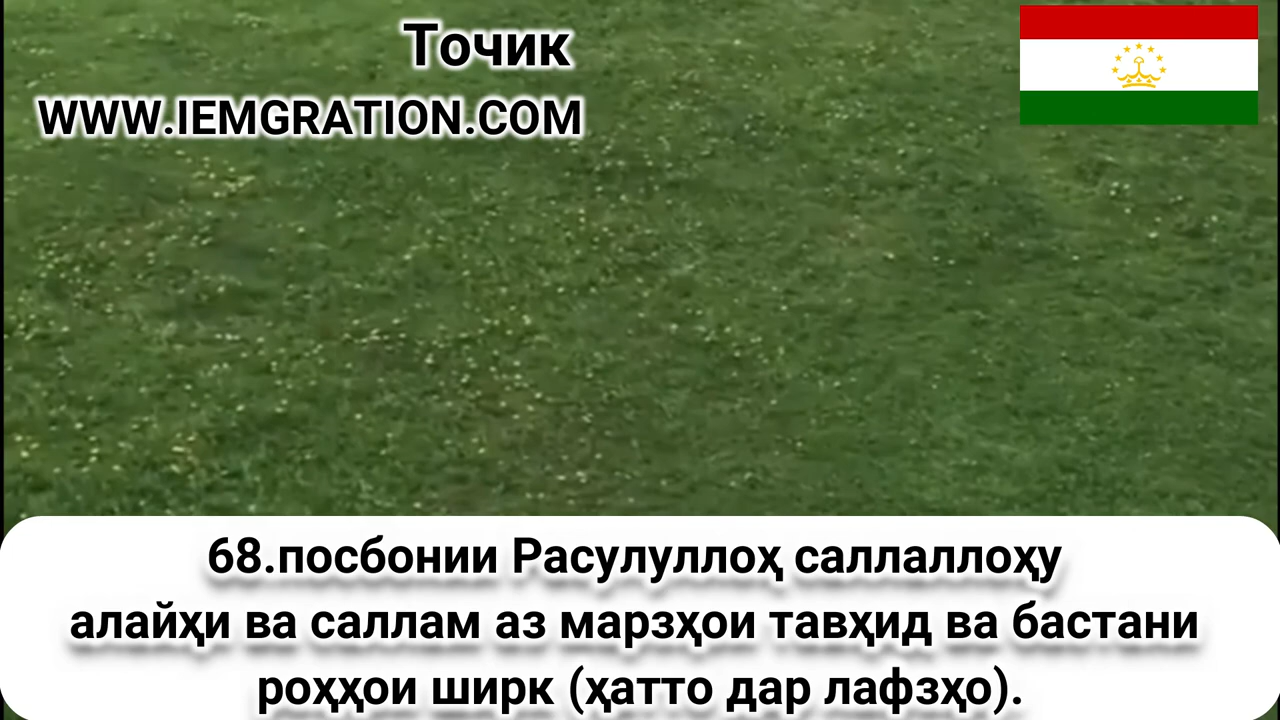 Точик
WWW.IEMGRATION.COM
68.посбонии Расулуллоҳ саллаллоҳу
алайҳи ва саллам аз марзҳои тавҳид ва бастани
роҳҳои ширк (ҳатто дар лафзҳо).